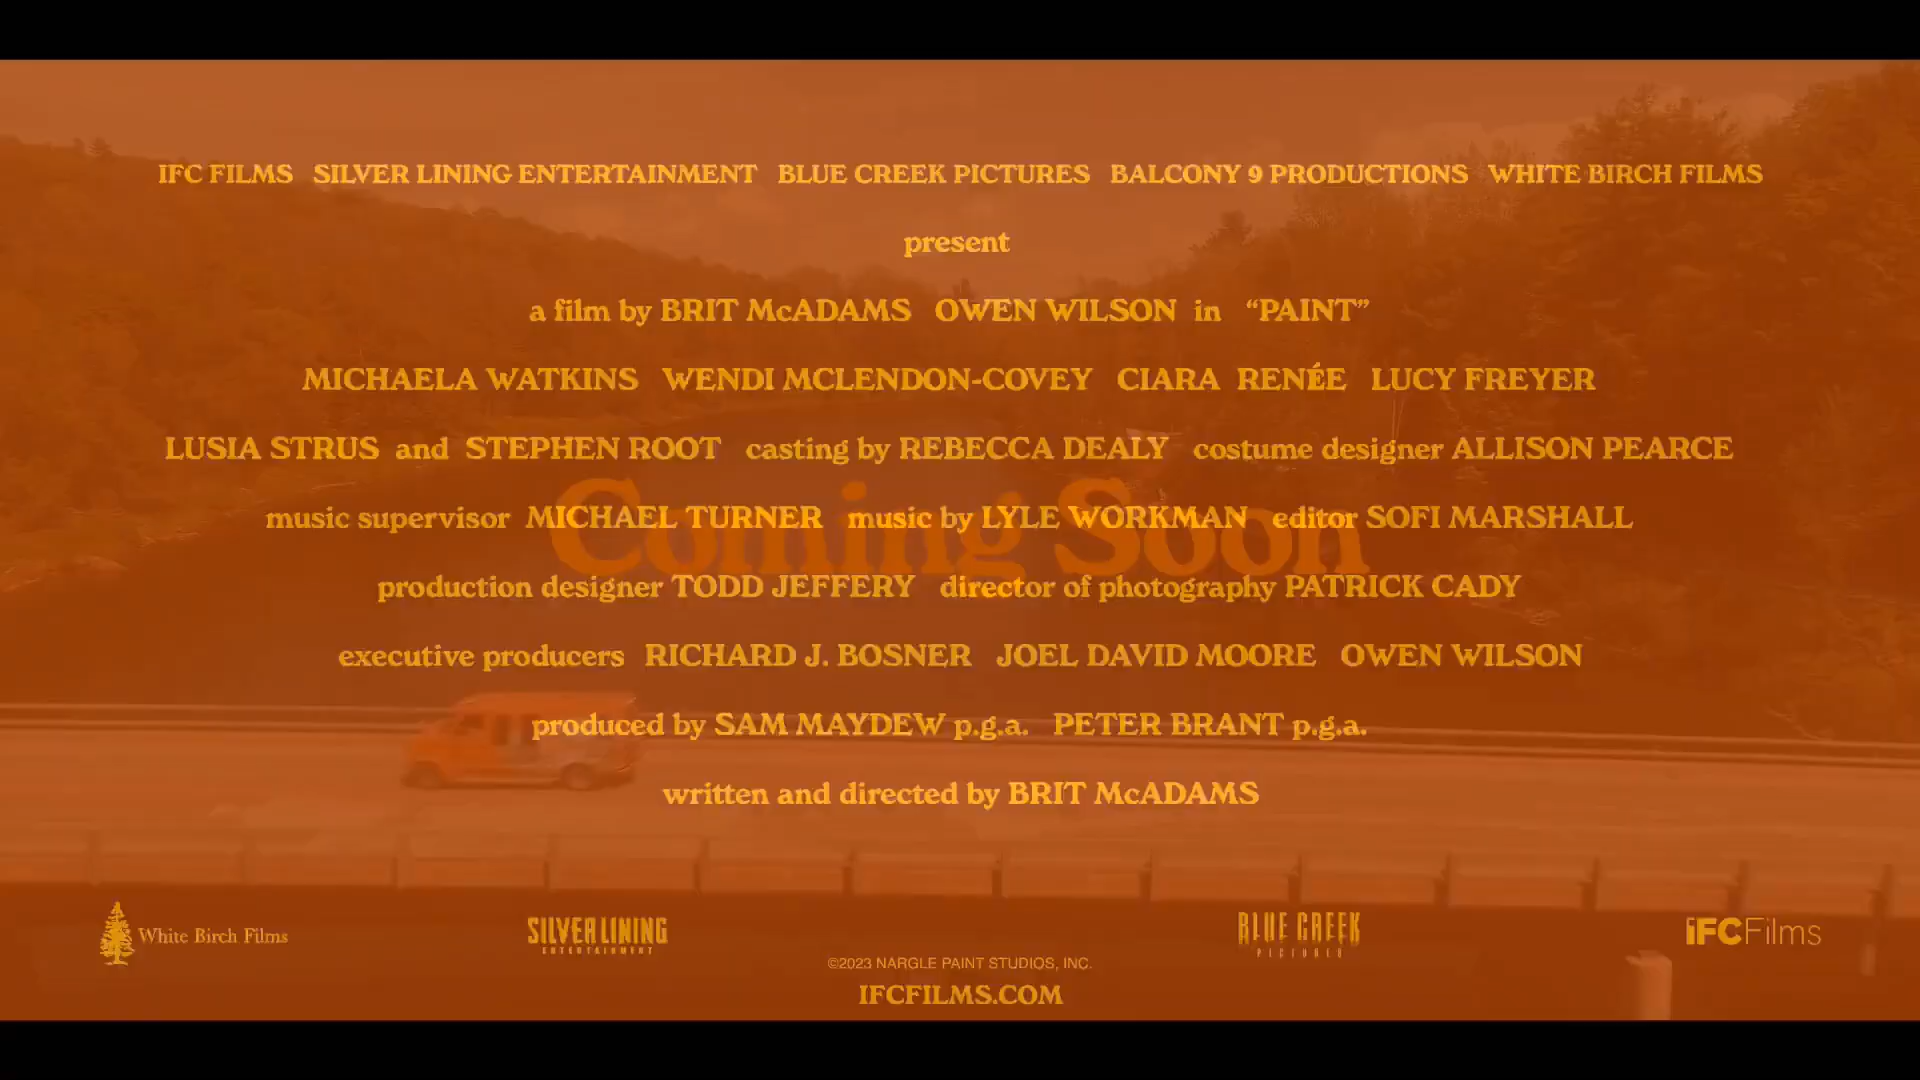 IFC FILMS SILVER LINING ENTERTAINMENT BLUE CREEK PICTURES BALCONY 9 PRODUCTIONS WHITE BIRCH FILMS
present
a film by BRIT McADAMS OWEN WILSON in “PAINT”
MICHAELA WATKINS WENDI MCLENDON-COVEY CIARA RENÉE LUCY FREYER
LUSIA STRUS and STEPHEN ROOT casting by REBECCA DEALY costume designer ALLISON PEARCE
Coming Soon
music supervisor MICHAEL TURNER music by LYLE WORKMAN editor SOFI MARSHALL
production designer TODD JEFFERY director of photography PATRICK CADY
executive producers RICHARD J. BOSNER JOEL DAVID MOORE OWEN WILSON
produced by SAM MAYDEW p.g.a. PETER BRANT p.g.a.
written and directed by BRIT McADAMS
White Birch Films
SILVER LINING
ENTERTAINMENT
BLUE CREEK
PICTURES
iFC Films
©2023 NARGLE PAINT STUDIOS, INC.
IFCFILMS.COM